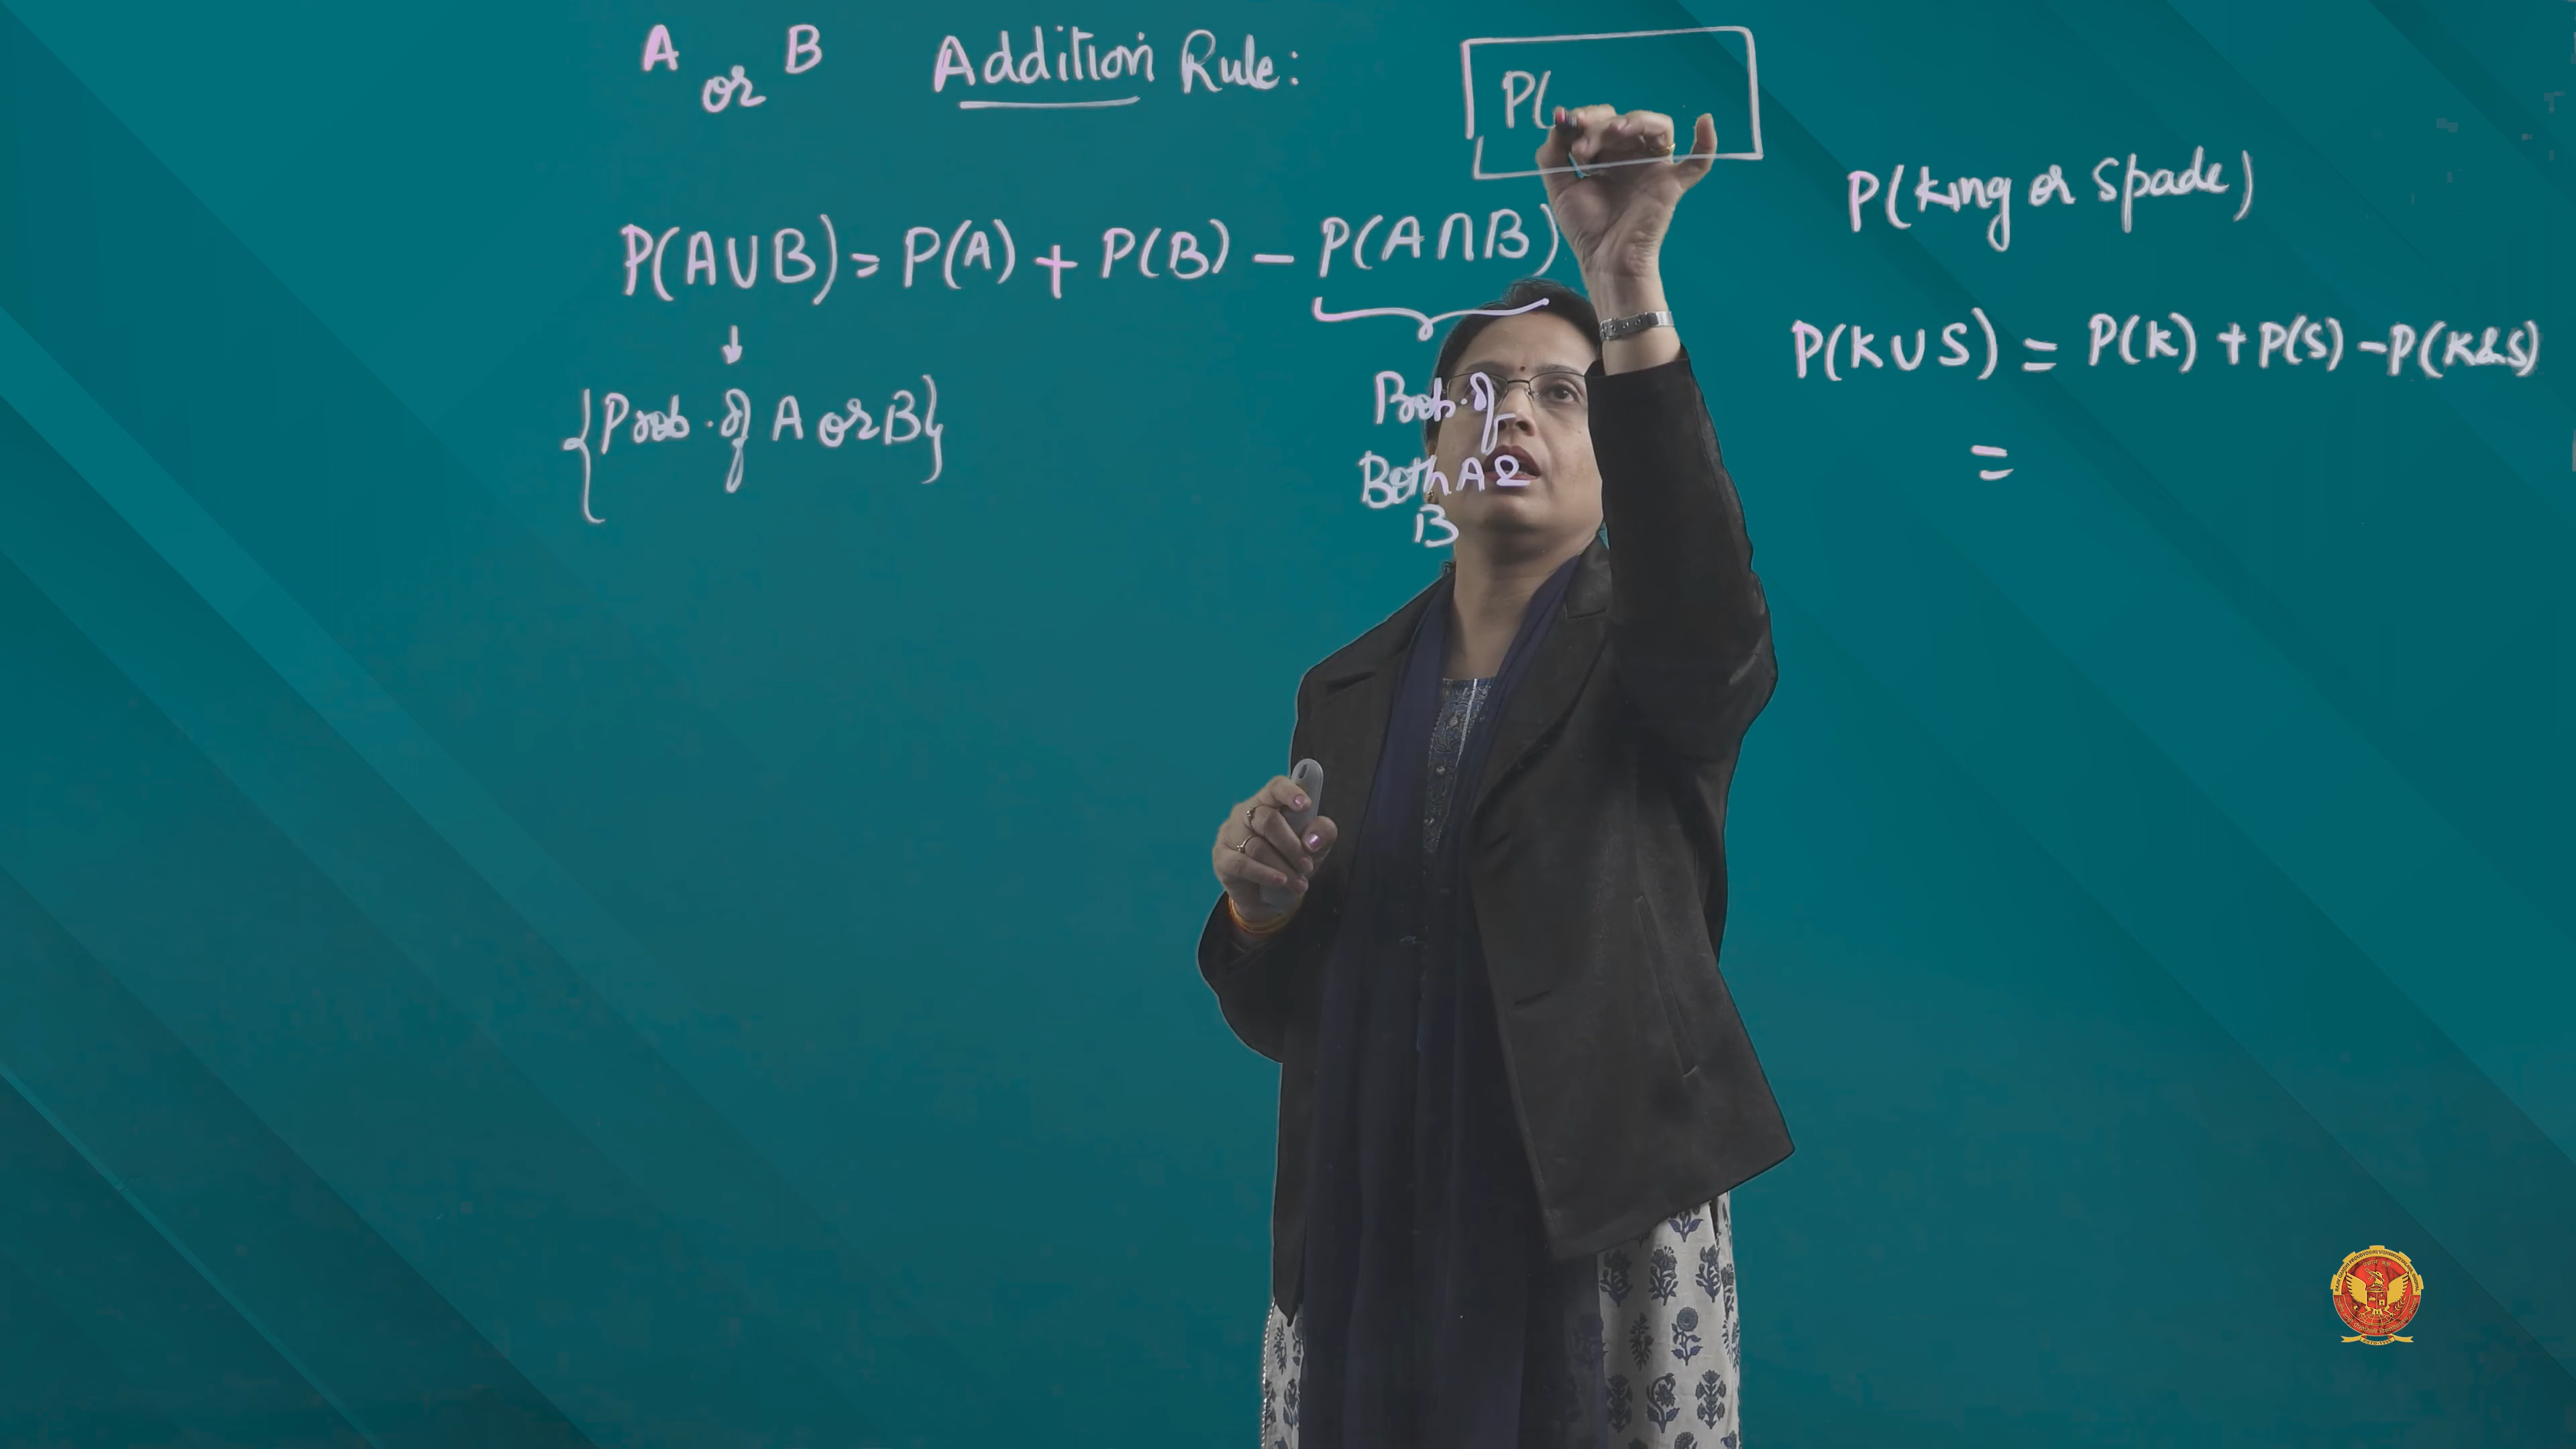 A or B Addition Rule:
P(
P(king or spade)
P(A∪B) = P(A) + P(B) – P(A∩B)
P(K∪S) = P(K) + P(S) – P(K&S)
=
↓
{Prob. of A or B}
Prob. of
Both A &
B